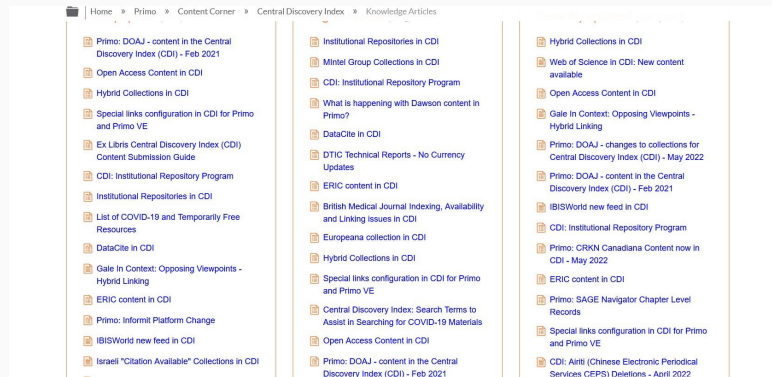 Home » Primo » Content Corner » Central Discovery Index » Knowledge Articles
Primo: DOAJ - content in the Central
Discovery Index (CDI) - Feb 2021
Open Access Content in CDI
Hybrid Collections in CDI
Special links configuration in CDI for Primo
and Primo VE
Ex Libris Central Discovery Index (CDI)
Content Submission Guide
CDI: Institutional Repository Program
Institutional Repositories in CDI
List of COVID-19 and Temporarily Free
Resources
DataCite in CDI
Gale In Context: Opposing Viewpoints -
Hybrid Linking
ERIC content in CDI
Primo: Informit Platform Change
IBISWorld new feed in CDI
Israeli "Citation Available" Collections in CDI
Institutional Repositories in CDI
MIntel Group Collections in CDI
CDI: Institutional Repository Program
What is happening with Dawson content in
Primo?
DataCite in CDI
DTIC Technical Reports - No Currency
Updates
ERIC content in CDI
British Medical Journal Indexing, Availability
and Linking issues in CDI
Europeana collection in CDI
Hybrid Collections in CDI
Special links configuration in CDI for Primo
and Primo VE
Central Discovery Index: Search Terms to
Assist in Searching for COVID-19 Materials
Open Access Content in CDI
Primo: DOAJ - content in the Central
Discovery Index (CDI) - Feb 2021
Hybrid Collections in CDI
Web of Science in CDI: New content
available
Open Access Content in CDI
Gale In Context: Opposing Viewpoints -
Hybrid Linking
Primo: DOAJ - changes to collections for
Central Discovery Index (CDI) - May 2022
Primo: DOAJ - content in the Central
Discovery Index (CDI) - Feb 2021
IBISWorld new feed in CDI
CDI: Institutional Repository Program
Primo: CRKN Canadiana Content now in
CDI - May 2022
ERIC content in CDI
Primo: SAGE Navigator Chapter Level
Records
Special links configuration in CDI for Primo
and Primo VE
CDI: Airiti (Chinese Electronic Periodical
Services CEPS) Deletions - April 2022